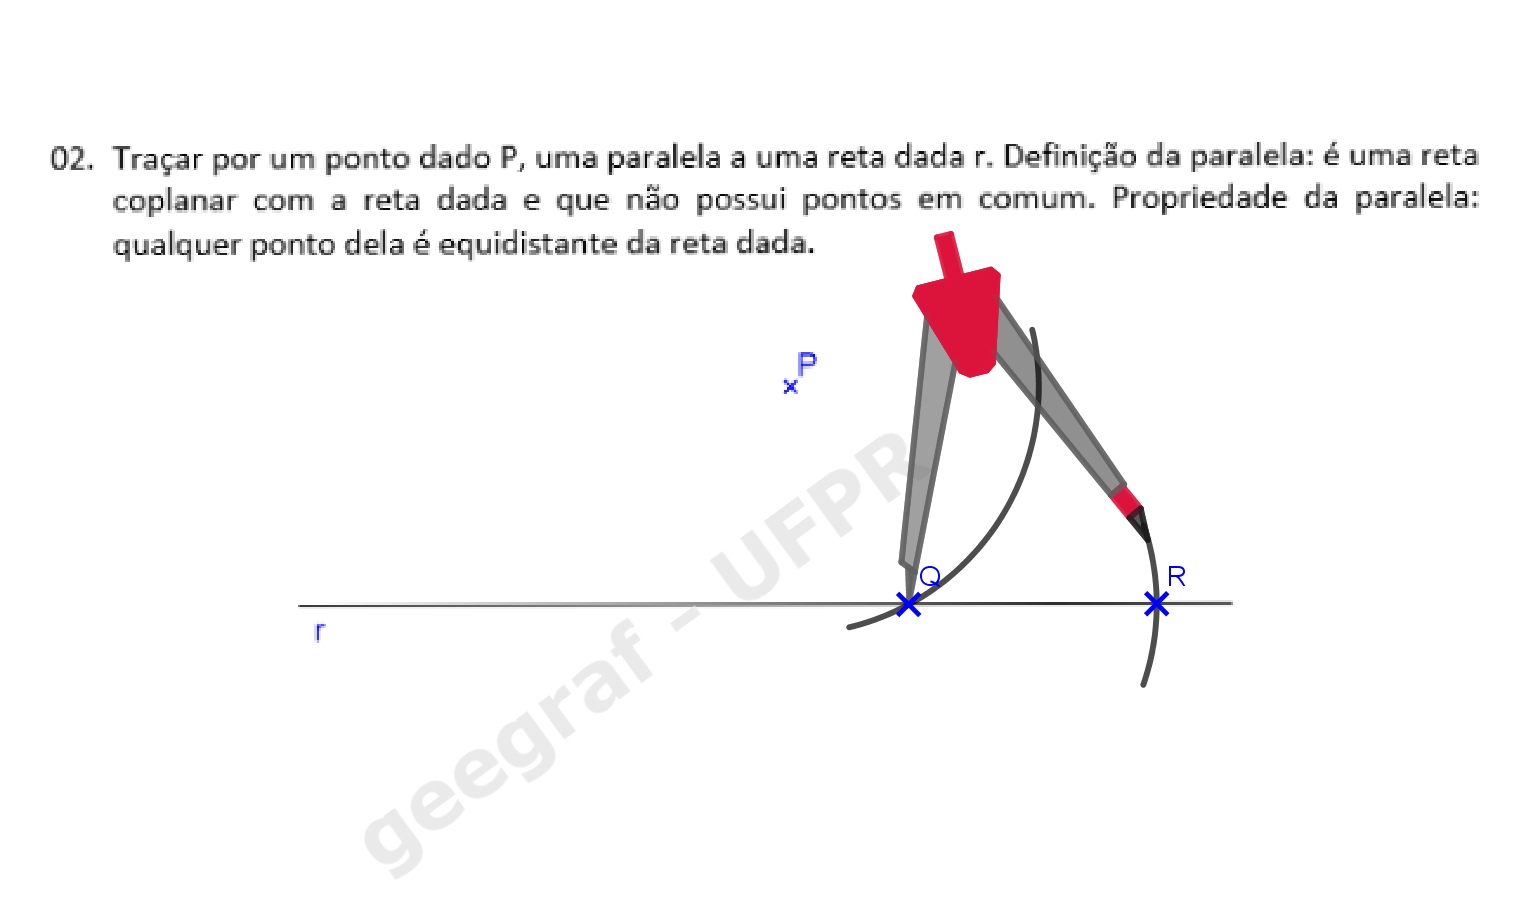 02. Traçar por um ponto dado P, uma paralela a uma reta dada r. Definição da paralela: é uma reta
coplanar com a reta dada e que não possui pontos em comum. Propriedade da paralela:
qualquer ponto dela é equidistante da reta dada.
P
Q
R
r
geegraf - UFPR